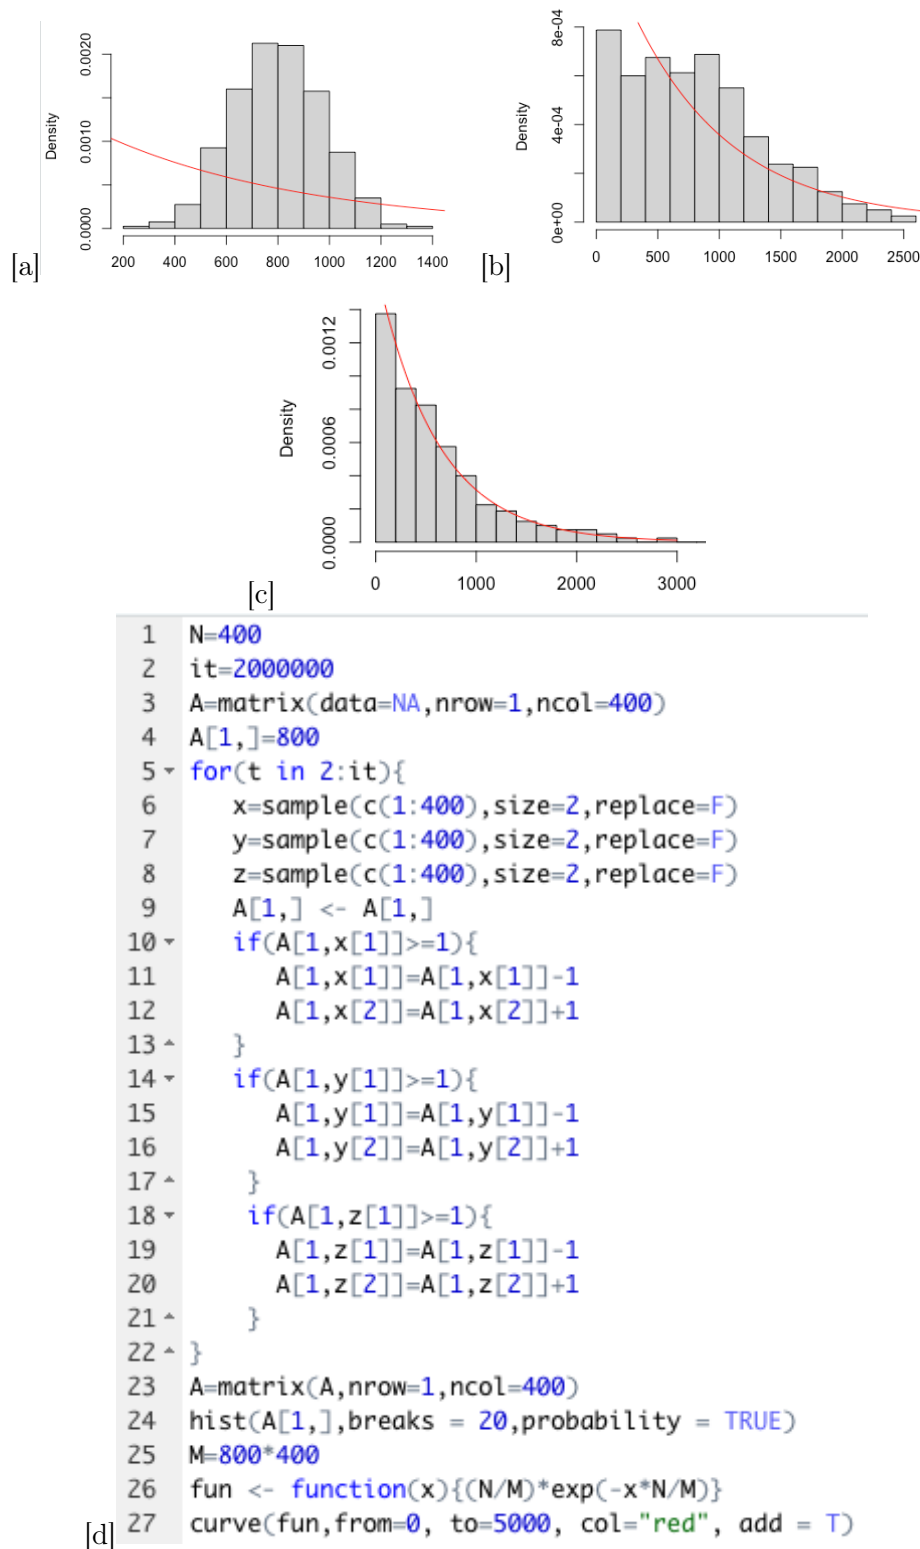 Density
0.0000 0.0010 0.0020
200 400 600 800 1000 1200 1400
[a]
Density
0e+00 4e-04 8e-04
0 500 1000 1500 2000 2500
[b]
Density
0.0000 0.0006 0.0012
0 1000 2000 3000
[c]
1 N=400
2 it=2000000
3 A=matrix(data=NA,nrow=1,ncol=400)
4 A[1,]=800
5 for(t in 2:it){
6 x=sample(c(1:400),size=2,replace=F)
7 y=sample(c(1:400),size=2,replace=F)
8 z=sample(c(1:400),size=2,replace=F)
9 A[1,] <- A[1,]
10 if(A[1,x[1]]>=1){
11 A[1,x[1]]=A[1,x[1]]-1
12 A[1,x[2]]=A[1,x[2]]+1
13 }
14 if(A[1,y[1]]>=1){
15 A[1,y[1]]=A[1,y[1]]-1
16 A[1,y[2]]=A[1,y[2]]+1
17 }
18 if(A[1,z[1]]>=1){
19 A[1,z[1]]=A[1,z[1]]-1
20 A[1,z[2]]=A[1,z[2]]+1
21 }
22 }
23 A=matrix(A,nrow=1,ncol=400)
24 hist(A[1,],breaks = 20,probability = TRUE)
25 M=800*400
26 fun <- function(x){(N/M)*exp(-x*N/M)}
27 curve(fun,from=0, to=5000, col="red", add = T)
[d]